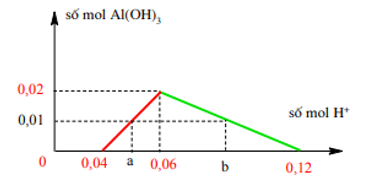 số mol Al(OH)₃
0,02
0,01
số mol H⁺
0 0,04 a 0,06 b 0,12